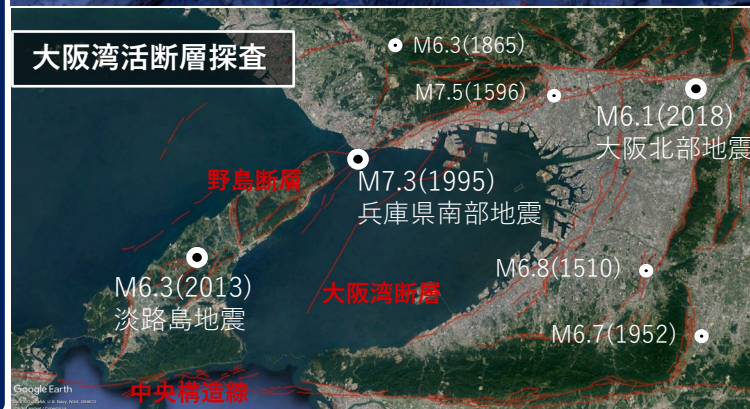 大阪湾活断層探査
M6.3(1865)
M7.5(1596)
M6.1(2018)
大阪北部地震
野島断層
M7.3(1995)
兵庫県南部地震
M6.3(2013)
淡路島地震
大阪湾断層
M6.8(1510)
M6.7(1952)
中央構造線
Google Earth